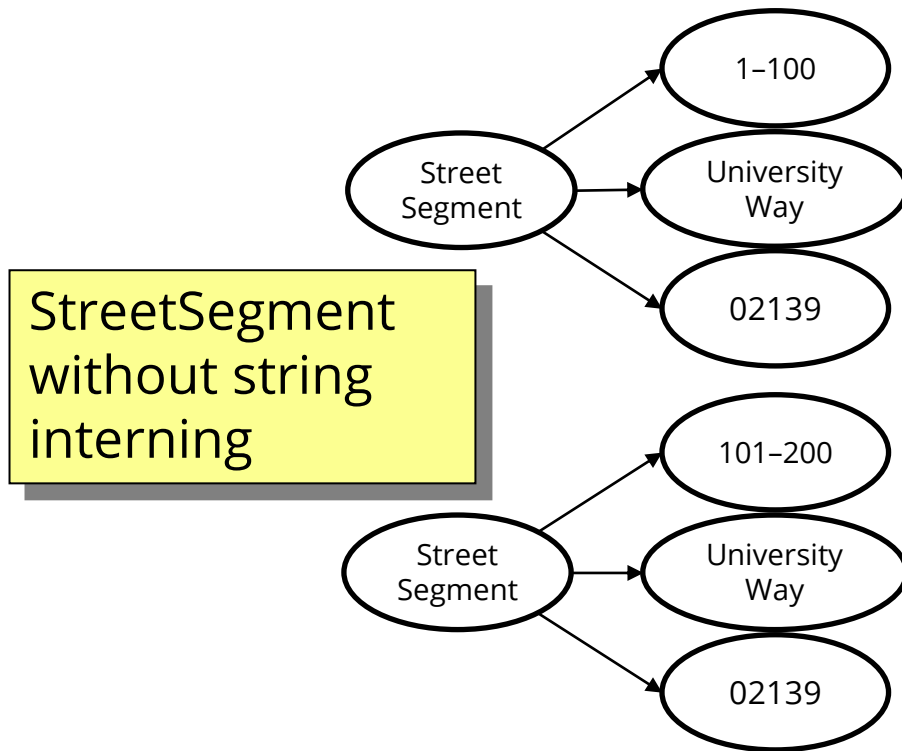 1–100
Street
Segment
University
Way
02139
StreetSegment
without string
interning
101–200
Street
Segment
University
Way
02139